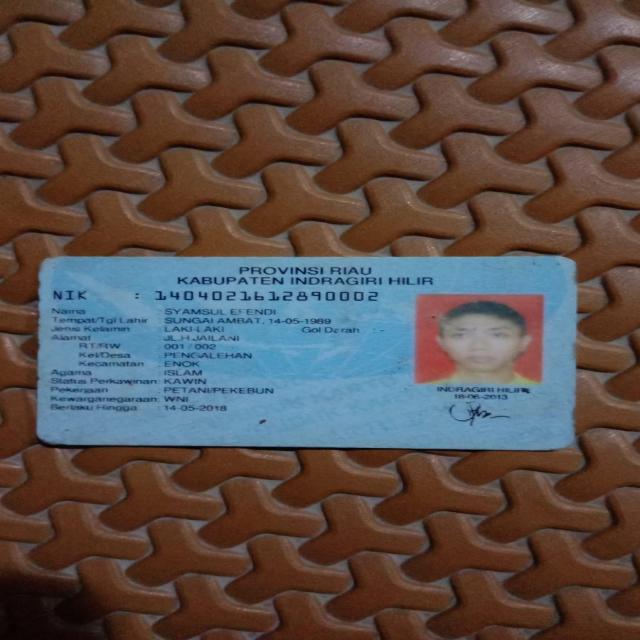 PROVINSI RIAU
KABUPATEN INDRAGIRI HILIR
NIK : 1404021612890002
Nama : SYAMSUL EFENDI
Tempat/Tgl Lahir : SUNGAI AMBAT, 14-05-1989
Jenis Kelamin : LAKI-LAKI Gol Darah
Alamat : JL.H.JAILANI
RT/RW : 001 / 002
Kel/Desa : PENGALEHAN
Kecamatan : ENOK
Agama : ISLAM
Status Perkawinan : KAWIN
Pekerjaan : PETANI/PEKEBUN
Kewarganegaraan : WNI
Berlaku Hingga : 14-05-2018
INDRAGIRI HILIR
18-06-2013